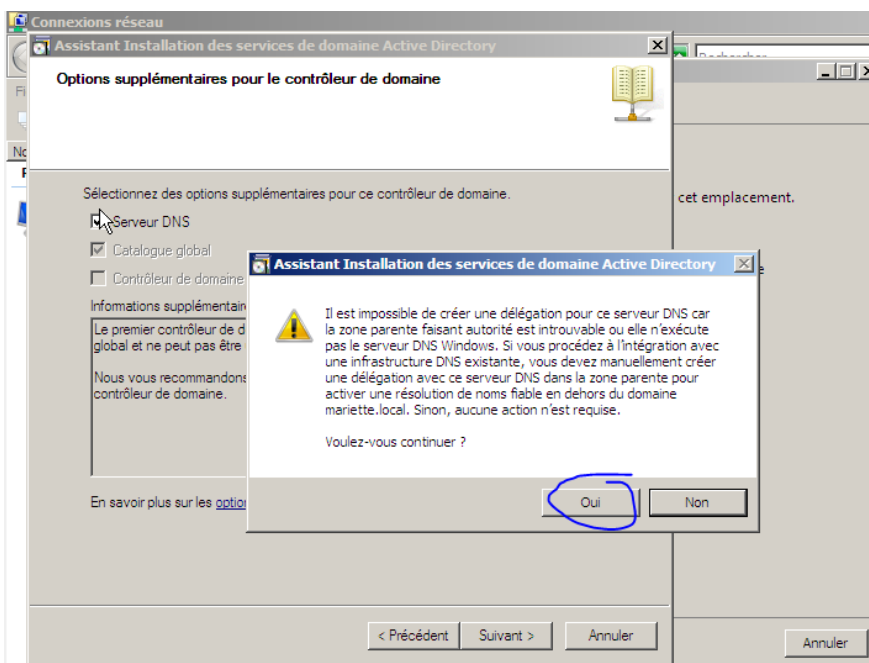 Connexions réseau
Assistant Installation des services de domaine Active Directory
Options supplémentaires pour le contrôleur de domaine
Sélectionnez des options supplémentaires pour ce contrôleur de domaine.
cet emplacement.
Serveur DNS
Catalogue global
Contrôleur de domaine
Assistant Installation des services de domaine Active Directory
Il est impossible de créer une délégation pour ce serveur DNS car
la zone parente faisant autorité est introuvable ou elle n'exécute
pas le serveur DNS Windows. Si vous procédez à l'intégration avec
une infrastructure DNS existante, vous devez manuellement créer
une délégation avec ce serveur DNS dans la zone parente pour
activer une résolution de noms fiable en dehors du domaine
mariette.local. Sinon, aucune action n'est requise.
Voulez-vous continuer ?
Oui
Non
Informations
Le premier contrôleur de d
global et ne peut pas être
Nous vous recommandons
contrôleur de domaine.
En savoir plus sur les
< Précédent
Suivant >
Annuler
Annuler